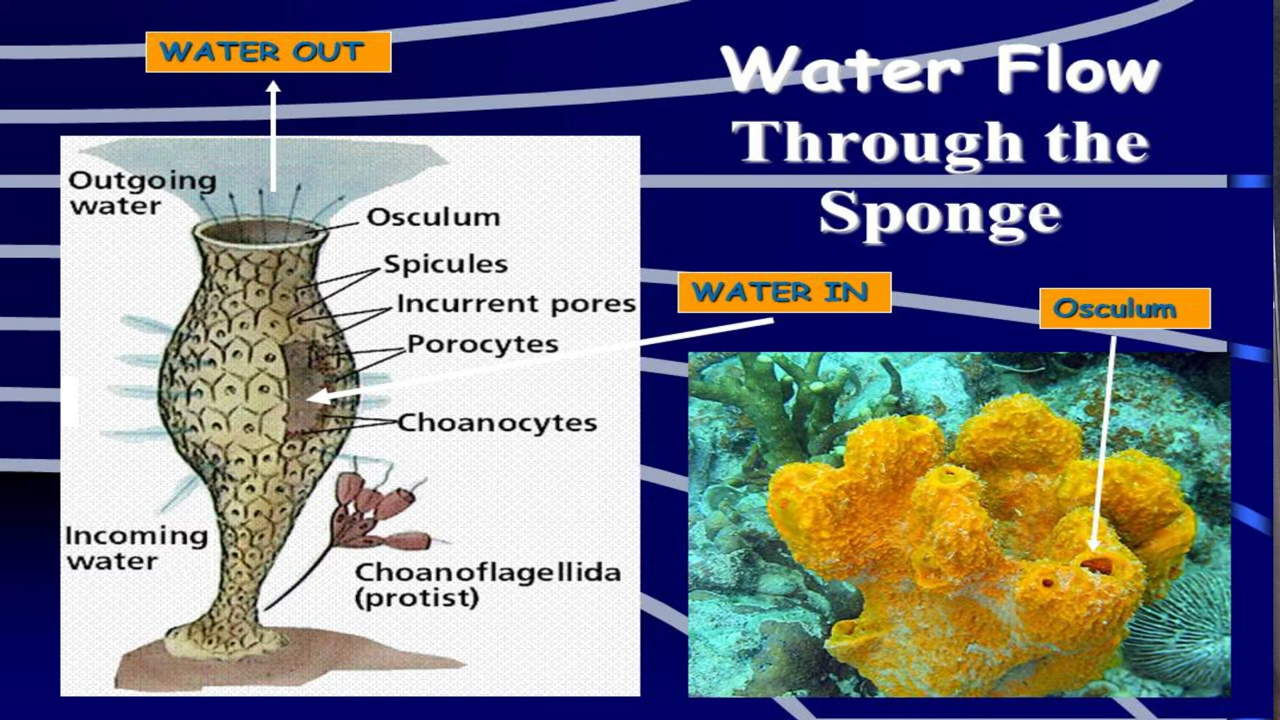 WATER OUT
Water Flow
Through the
Sponge
Outgoing
water
Osculum
Spicules
Incurrent pores
Porocytes
Choanocytes
Incoming
water
Choanoflagellida
(protist)
WATER IN
Osculum